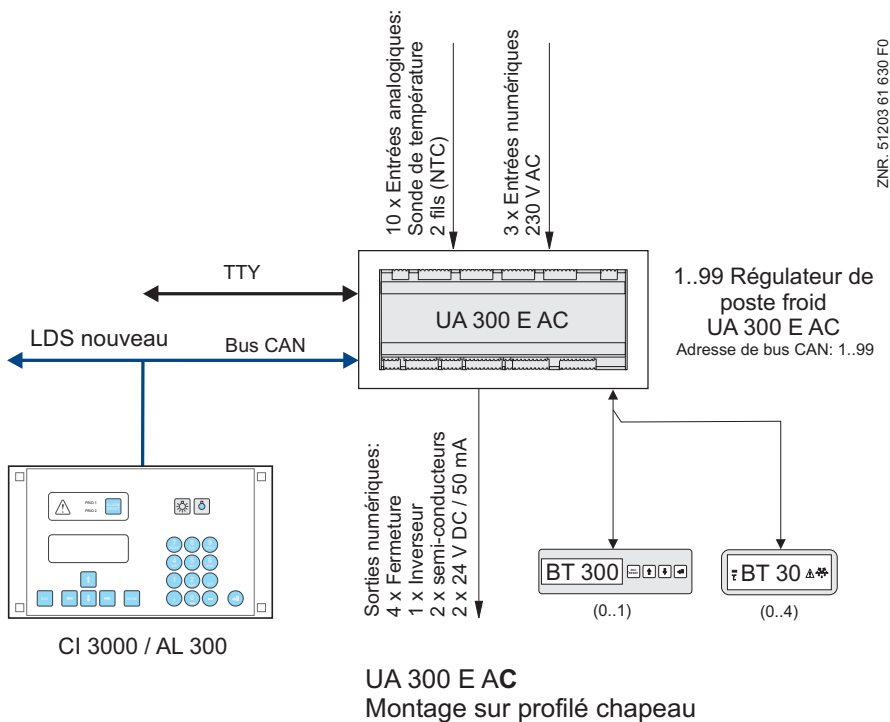 10 x Entrées analogiques:
Sonde de température
2 fils (NTC)
3 x Entrées numériques
230 V AC
ZNR. 51203 61 630 F0
TTY
LDS nouveau
Bus CAN
UA 300 E AC
1..99 Régulateur de
poste froid
UA 300 E AC
Adresse de bus CAN: 1..99
Sorties numériques:
4 x Fermeture
1 x Inverseur
2 x semi-conducteurs
2 x 24 V DC / 50 mA
BT 300
(0..1)
BT 30
(0..4)
PRIO 1
PRIO 2
CI 3000 / AL 300
UA 300 E AC
Montage sur profilé chapeau